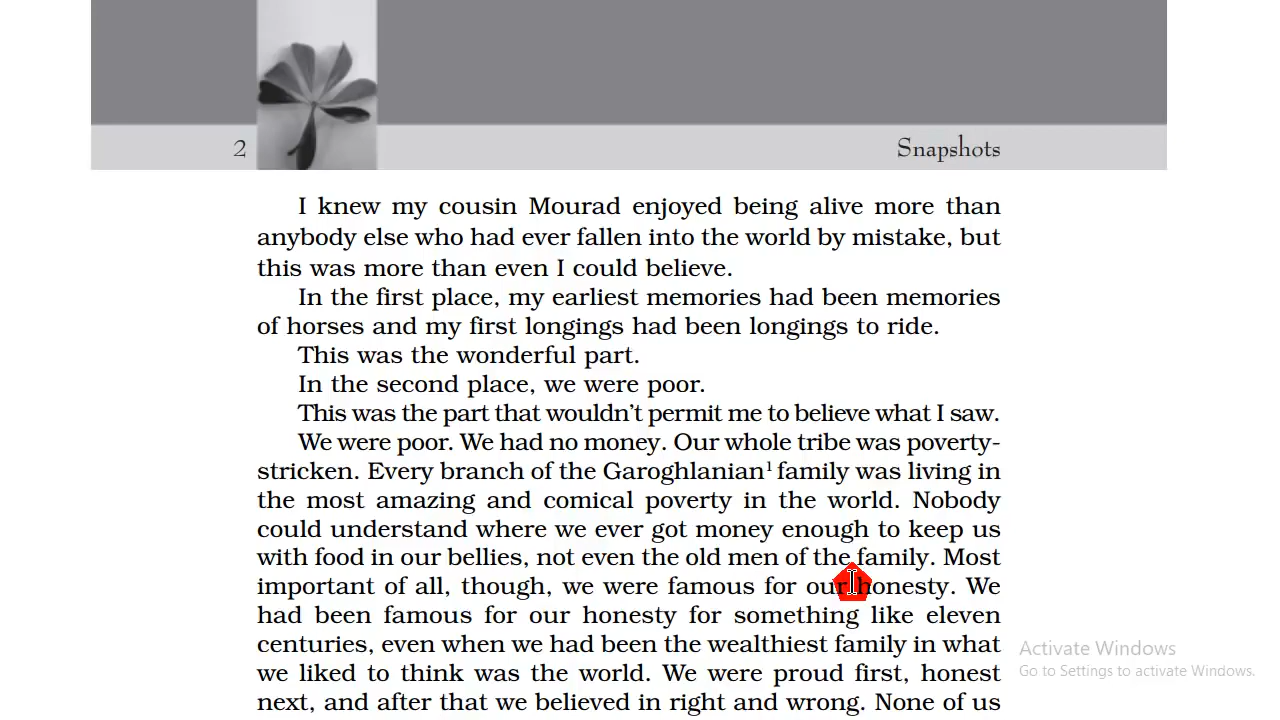 2
Snapshots
I knew my cousin Mourad enjoyed being alive more than
anybody else who had ever fallen into the world by mistake, but
this was more than even I could believe.
In the first place, my earliest memories had been memories
of horses and my first longings had been longings to ride.
This was the wonderful part.
In the second place, we were poor.
This was the part that wouldn't permit me to believe what I saw.
We were poor. We had no money. Our whole tribe was poverty-
stricken. Every branch of the Garoghlanian¹ family was living in
the most amazing and comical poverty in the world. Nobody
could understand where we ever got money enough to keep us
with food in our bellies, not even the old men of the family. Most
important of all, though, we were famous for our honesty. We
had been famous for our honesty for something like eleven
centuries, even when we had been the wealthiest family in what
we liked to think was the world. We were proud first, honest
next, and after that we believed in right and wrong. None of us
Activate Windows
Go to Settings to activate Windows.